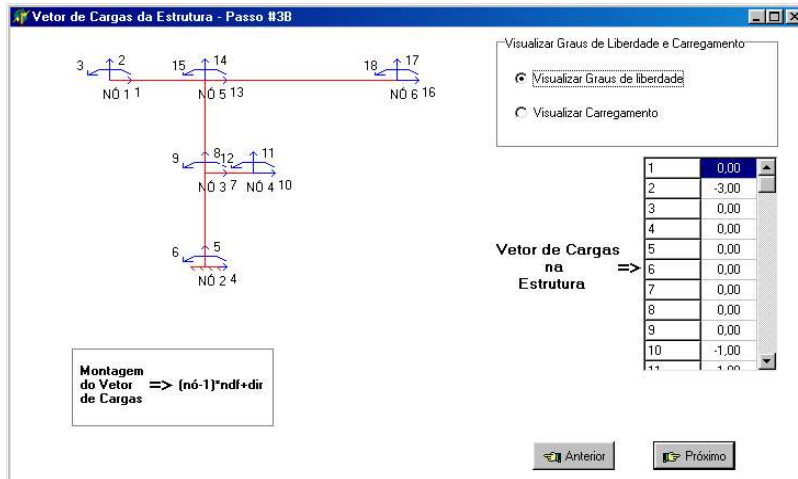 Vetor de Cargas da Estrutura - Passo #3B
Visualizar Graus de Liberdade e Carregamento
Visualizar Graus de liberdade
Visualizar Carregamento
3 2 15 14 18 17
NÓ 1 1 NÓ 5 13 NÓ 6 16
9 8 12 11
NÓ 3 7 NÓ 4 10
6 5
NÓ 2 4
1 0,00
2 -3,00
3 0,00
4 0,00
5 0,00
6 0,00
7 0,00
8 0,00
9 0,00
10 -1,00
Vetor de Cargas
na =>
Estrutura
Montagem
do Vetor => (nó-1)*ndf+dir
de Cargas
Anterior
Próximo